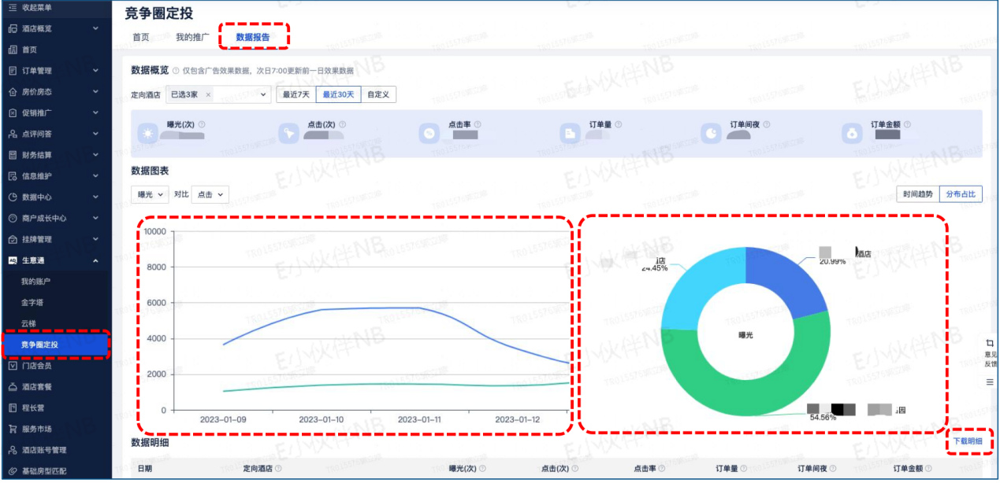 收起菜单
酒店概览
首页
订单管理
房价房态
促销推广
点评问答
财务结算
信息维护
数据中心
商户成长中心
挂牌管理
生意通
我的账户
金字塔
云梯
竞争圈定投
门店会员
酒店套餐
程长营
服务市场
酒店账号管理
基础房型匹配
竞争圈定投
首页 我的推广 数据报告
数据概览 仅包含广告效果数据，次日7:00更新前一日效果数据
定向酒店 已选3家 × 最近7天 最近30天 自定义
曝光(次) 点击(次) 点击率 订单量 订单间夜 订单金额
数据图表
曝光 对比 点击 时间趋势 分布占比
10000
8000
6000
4000
2000
0
2023-01-09 2023-01-10 2023-01-11 2023-01-12
店
24.45%
酒店
20.99%
曝光
园
54.56%
意见
反馈
数据明细 下载明细
日期 定向酒店 曝光(次) 点击(次) 点击率 订单量 订单间夜 订单金额
E小伙伴NB